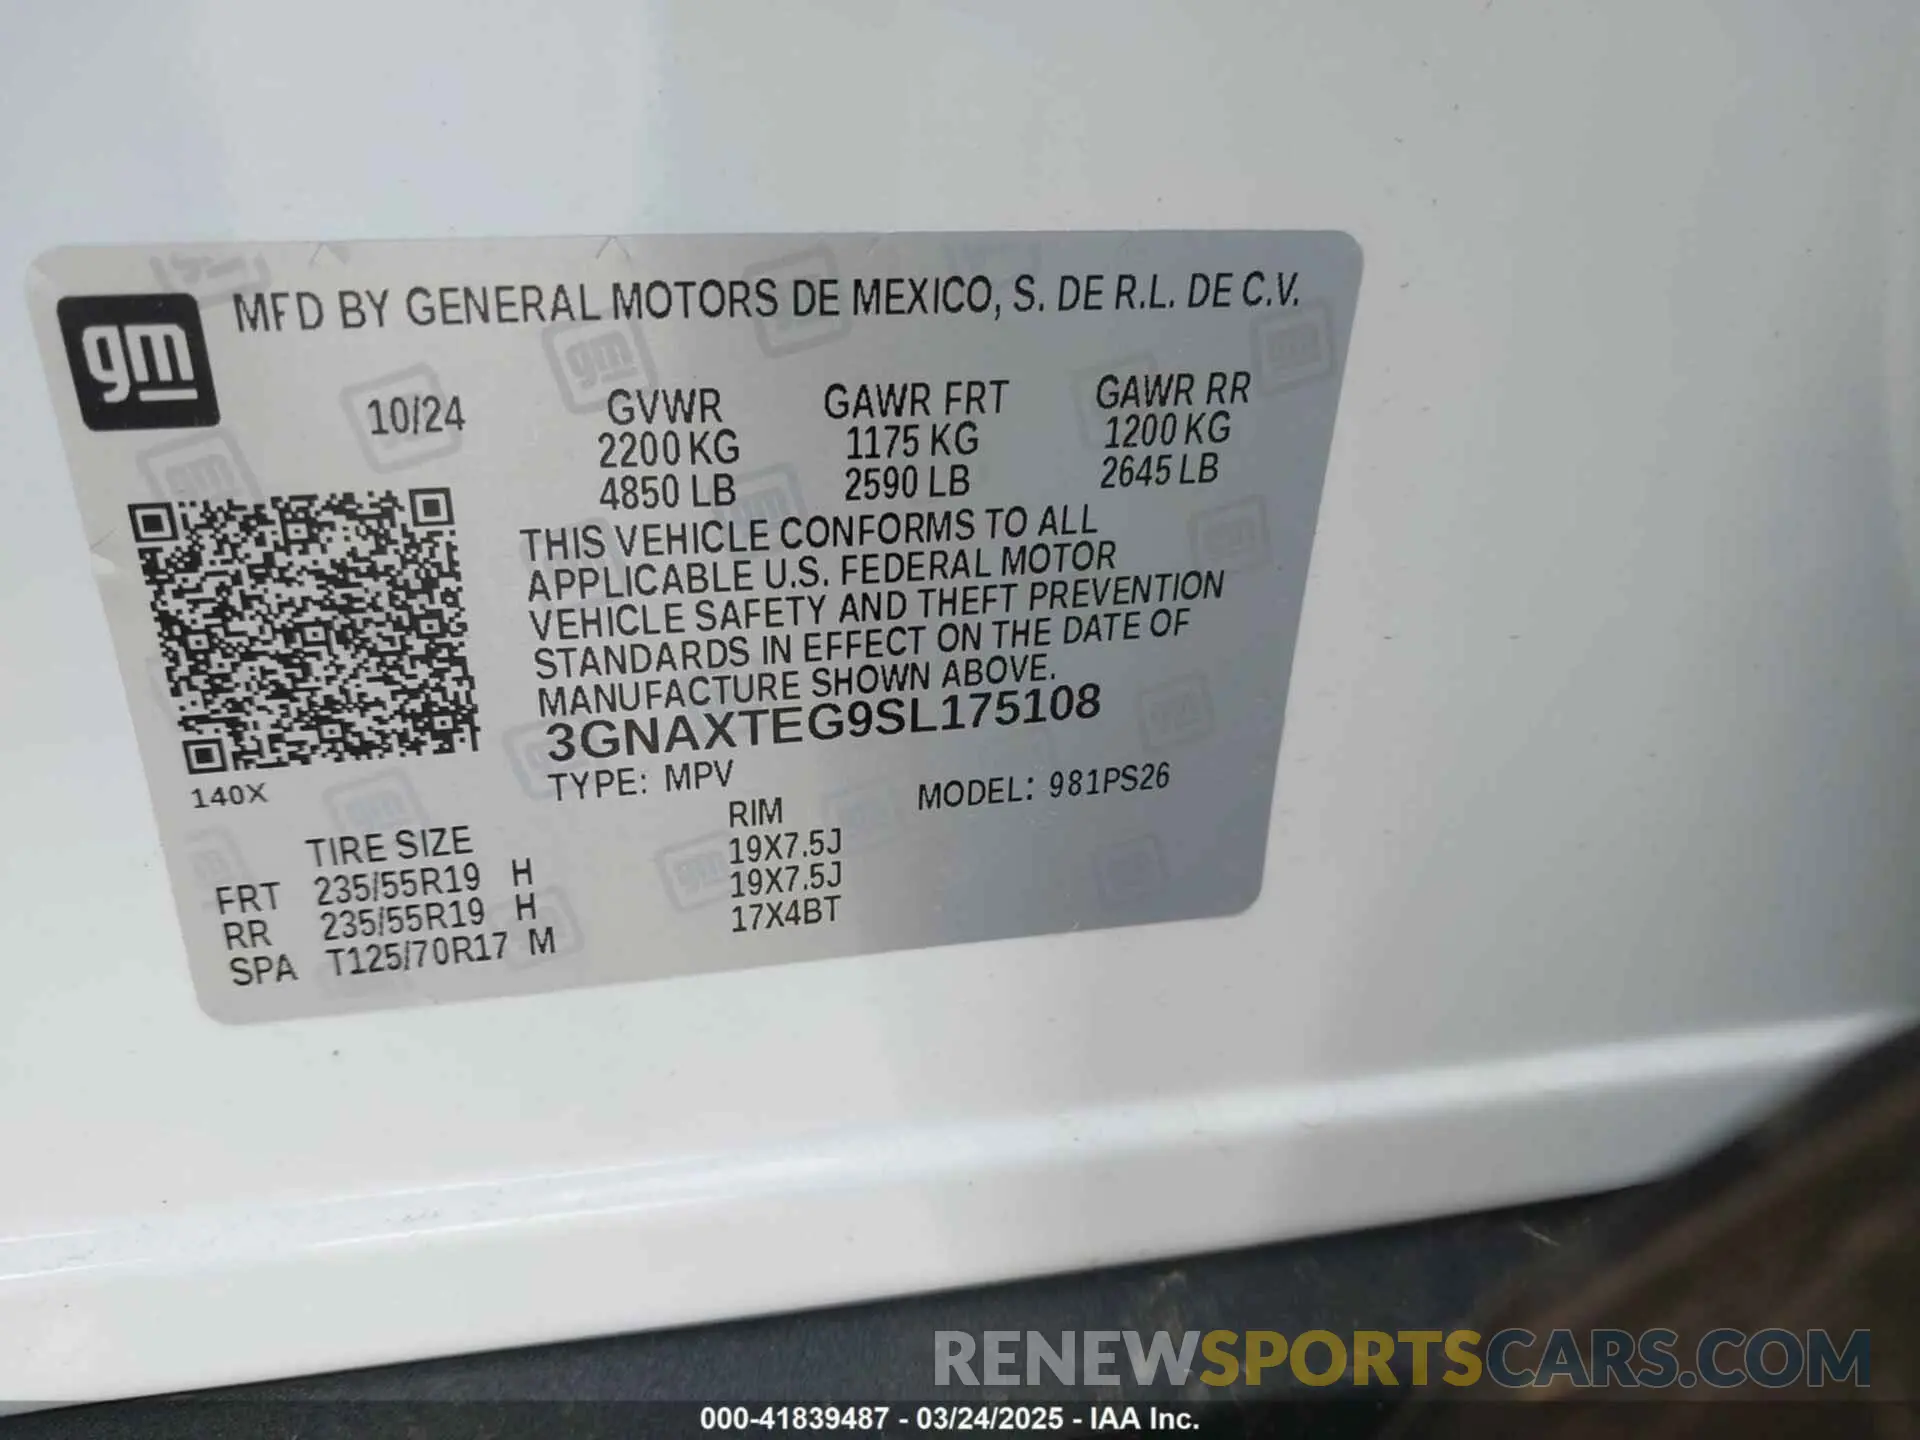 gm MFD BY GENERAL MOTORS DE MEXICO, S. DE R.L. DE C.V.
10/24 GVWR GAWR FRT GAWR RR
2200 KG 1175 KG 1200 KG
4850 LB 2590 LB 2645 LB
THIS VEHICLE CONFORMS TO ALL
APPLICABLE U.S. FEDERAL MOTOR
VEHICLE SAFETY AND THEFT PREVENTION
STANDARDS IN EFFECT ON THE DATE OF
MANUFACTURE SHOWN ABOVE.
3GNAXTEG9SL175108
140X TYPE: MPV MODEL: 981PS26
TIRE SIZE RIM
FRT 235/55R19 H 19X7.5J
RR 235/55R19 H 19X7.5J
SPA T125/70R17 M 17X4BT
RENEWSPORTSCARS.COM
000-41839487 - 03/24/2025 - IAA Inc.